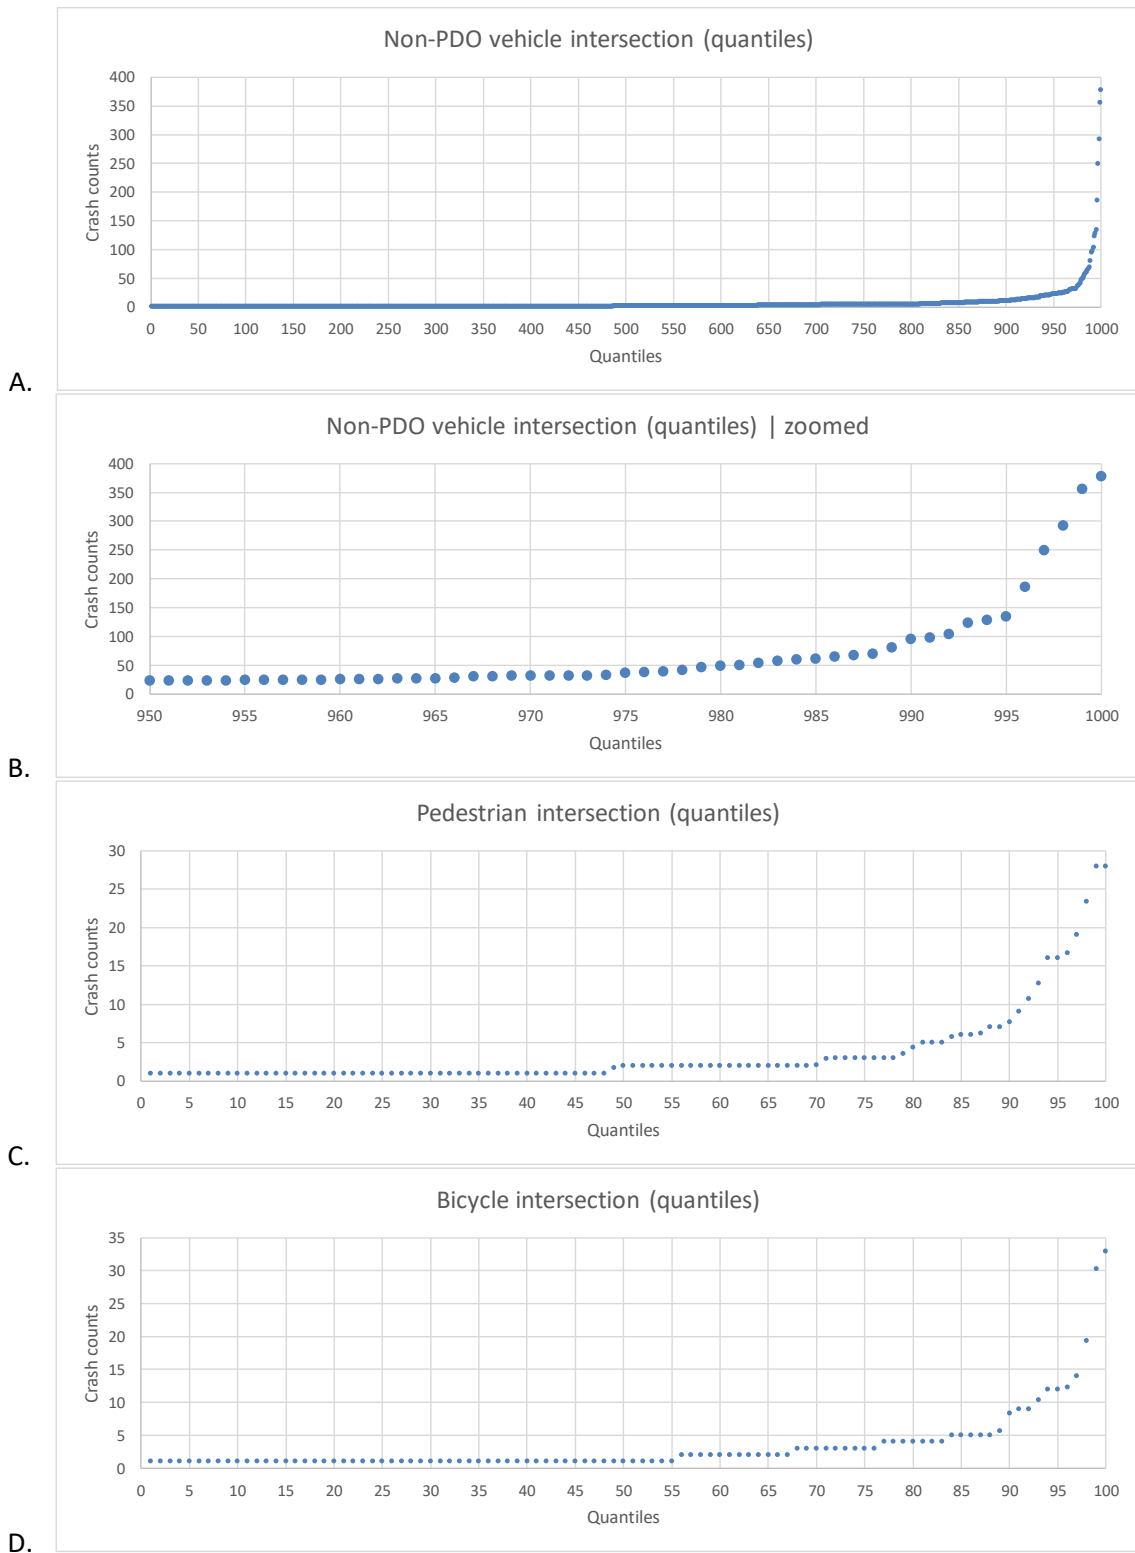 Non-PDO vehicle intersection (quantiles)
400
350
300
250
200
150
100
50
0
Crash counts
0 50 100 150 200 250 300 350 400 450 500 550 600 650 700 750 800 850 900 950 1000
Quantiles
A.
Non-PDO vehicle intersection (quantiles) | zoomed
400
350
300
250
200
150
100
50
0
Crash counts
950 955 960 965 970 975 980 985 990 995 1000
Quantiles
B.
Pedestrian intersection (quantiles)
30
25
20
15
10
5
0
Crash counts
0 5 10 15 20 25 30 35 40 45 50 55 60 65 70 75 80 85 90 95 100
Quantiles
C.
Bicycle intersection (quantiles)
35
30
25
20
15
10
5
0
Crash counts
0 5 10 15 20 25 30 35 40 45 50 55 60 65 70 75 80 85 90 95 100
Quantiles
D.